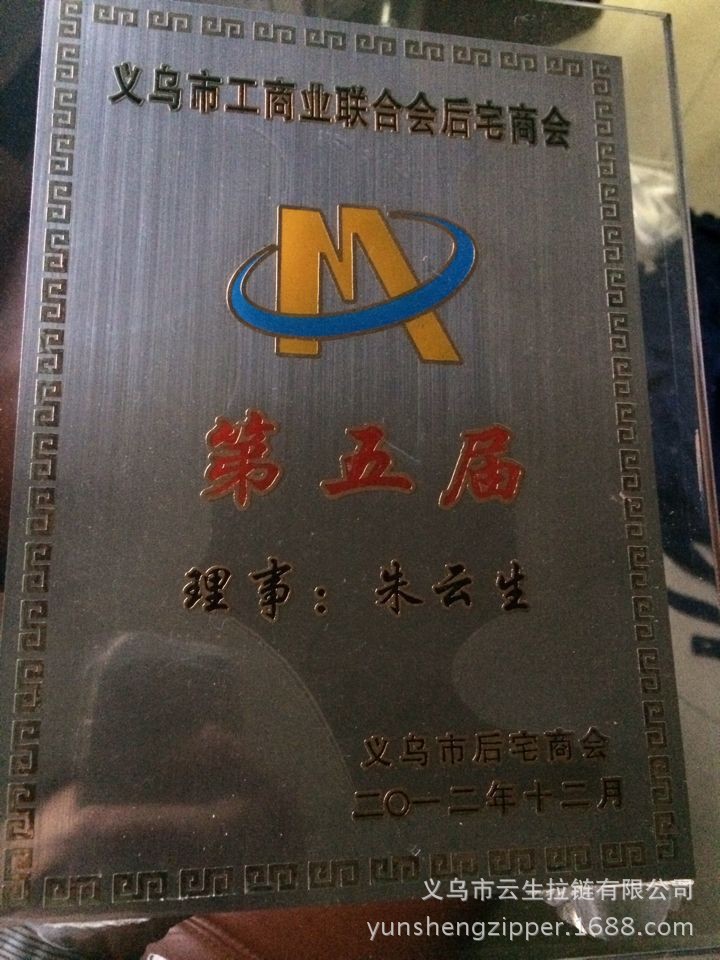 义乌市工商业联合会后宅商会
第五届
理事：朱云生
义乌市后宅商会
二〇一二年十二月
义乌市云生拉链有限公司
yunshengzipper.1688.com